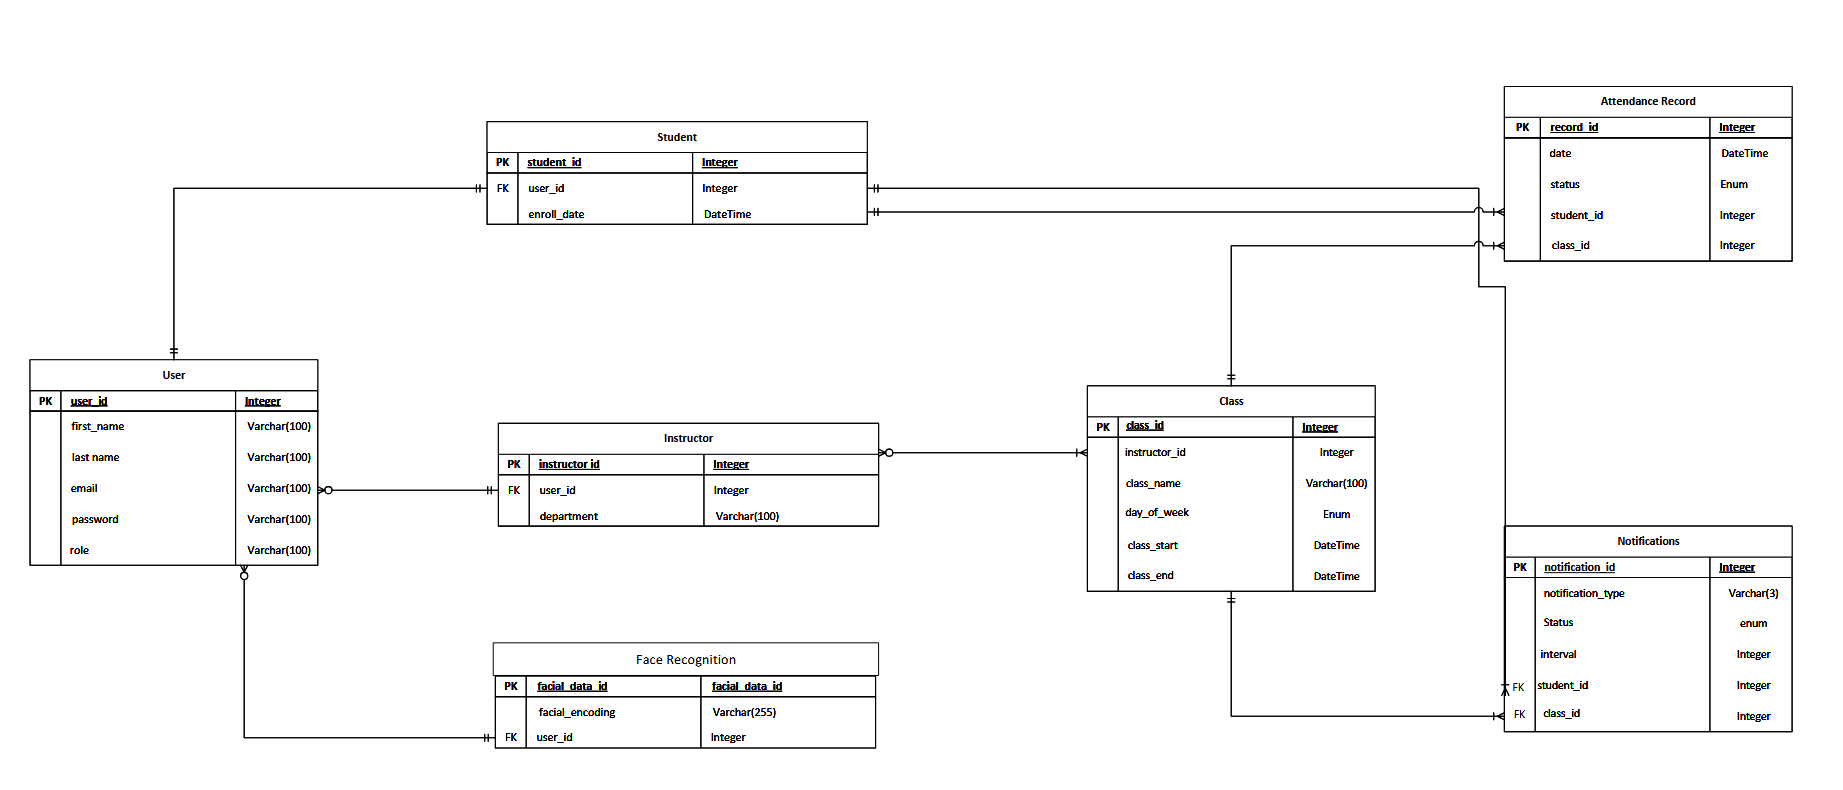 Student
PK student_id Integer
FK user_id Integer
enroll_date DateTime
Attendance Record
PK record_id Integer
date DateTime
status Enum
student_id Integer
class_id Integer
User
PK user_id Integer
first_name Varchar(100)
last name Varchar(100)
email Varchar(100)
password Varchar(100)
role Varchar(100)
Instructor
PK instructor id Integer
FK user_id Integer
department Varchar(100)
Class
PK class_id Integer
instructor_id Integer
class_name Varchar(100)
day_of_week Enum
class_start DateTime
class_end DateTime
Notifications
PK notification_id Integer
notification_type Varchar(3)
Status enum
interval Integer
FK student_id Integer
FK class_id Integer
Face Recognition
PK facial_data_id facial_data_id
facial_encoding Varchar(255)
FK user_id Integer